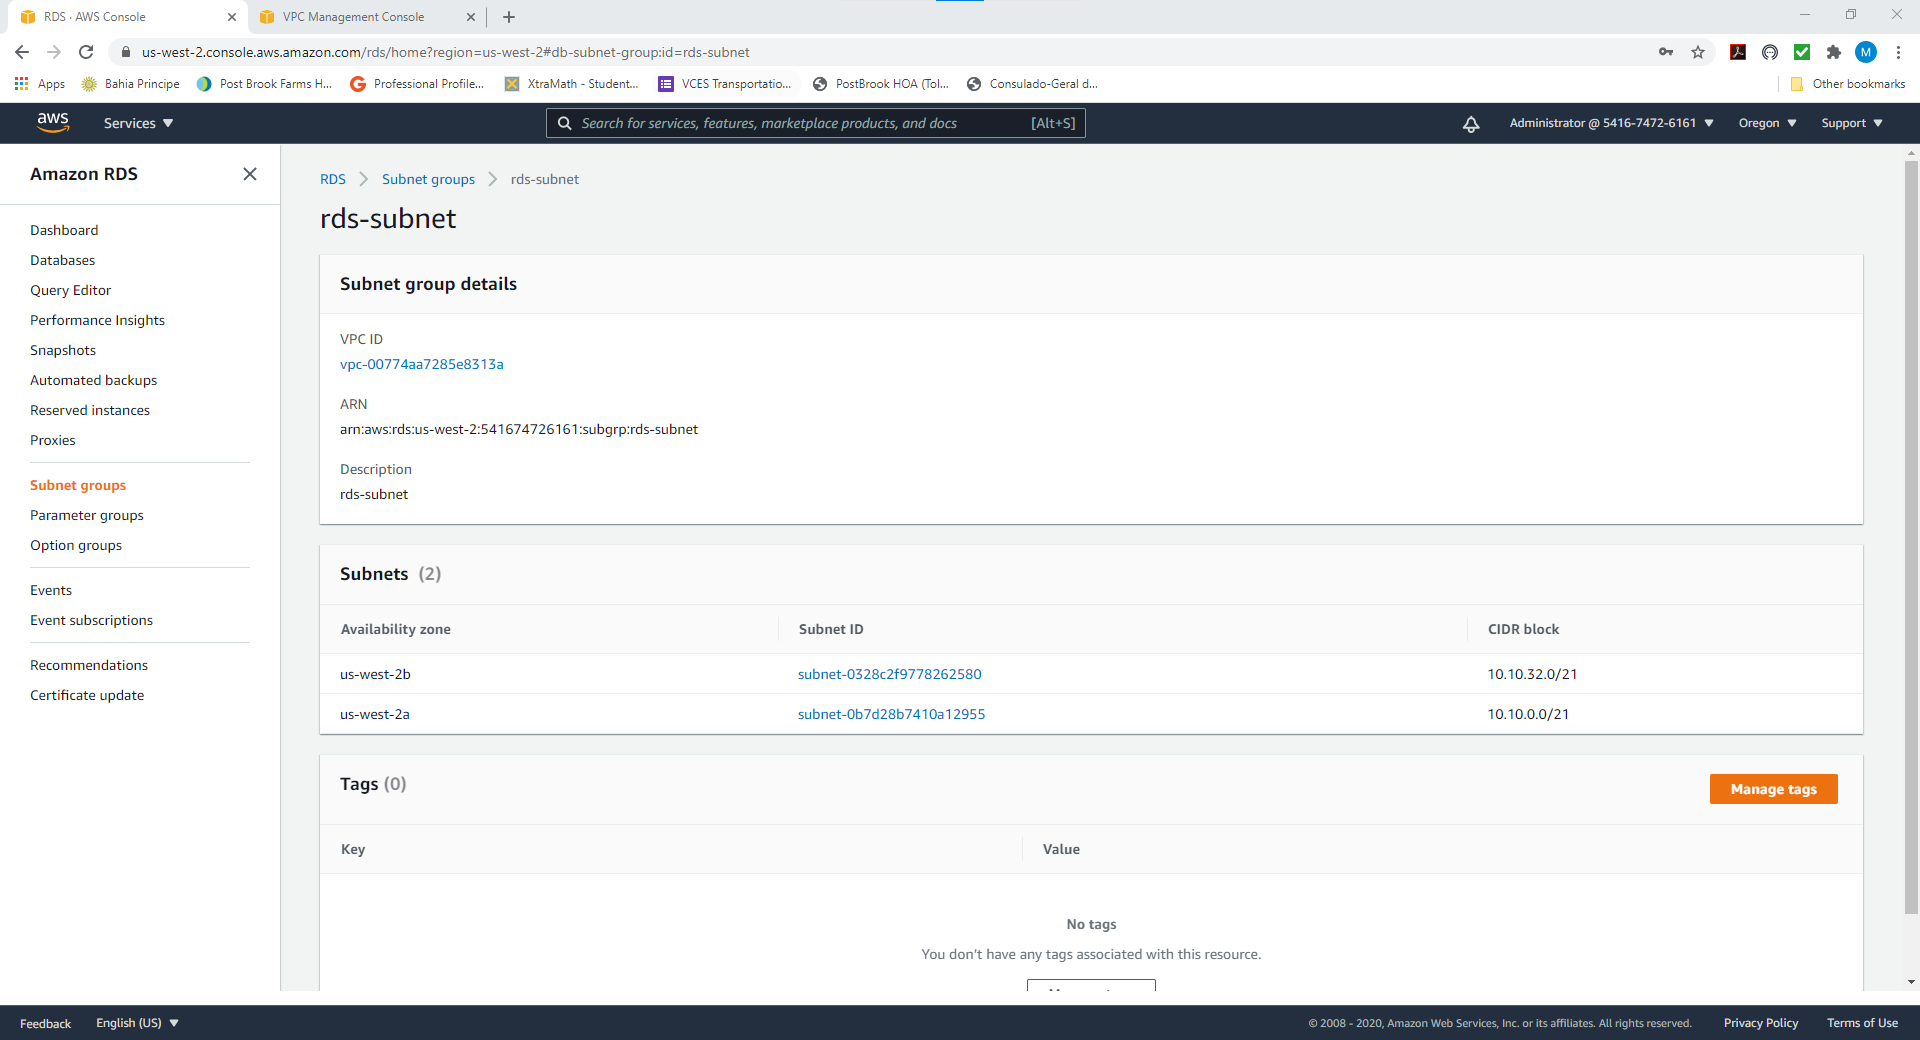 RDS · AWS Console
VPC Management Console
us-west-2.console.aws.amazon.com/rds/home?region=us-west-2#db-subnet-group:id=rds-subnet
M
Apps
Bahia Principe
Post Brook Farms H...
Professional Profile...
XtraMath - Student...
VCES Transportatio...
PostBrook HOA (Tol...
Consulado-Geral d...
Other bookmarks
aws
Services
Search for services, features, marketplace products, and docs
[Alt+S]
Administrator @ 5416-7472-6161
Oregon
Support
Amazon RDS
Dashboard
Databases
Query Editor
Performance Insights
Snapshots
Automated backups
Reserved instances
Proxies
Subnet groups
Parameter groups
Option groups
Events
Event subscriptions
Recommendations
Certificate update
RDS
Subnet groups
rds-subnet
rds-subnet
Subnet group details
VPC ID
vpc-00774aa7285e8313a
ARN
arn:aws:rds:us-west-2:541674726161:subgrp:rds-subnet
Description
rds-subnet
Subnets (2)
Availability zone
Subnet ID
CIDR block
us-west-2b
subnet-0328c2f9778262580
10.10.32.0/21
us-west-2a
subnet-0b7d28b7410a12955
10.10.0.0/21
Tags (0)
Manage tags
Key
Value
No tags
You don't have any tags associated with this resource.
Feedback
English (US)
© 2008 - 2020, Amazon Web Services, Inc. or its affiliates. All rights reserved.
Privacy Policy
Terms of Use